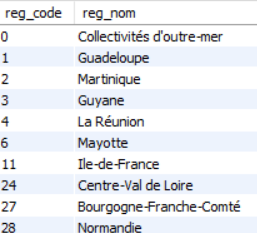 reg_code reg_nom
0 Collectivités d'outre-mer
1 Guadeloupe
2 Martinique
3 Guyane
4 La Réunion
6 Mayotte
11 Ile-de-France
24 Centre-Val de Loire
27 Bourgogne-Franche-Comté
28 Normandie